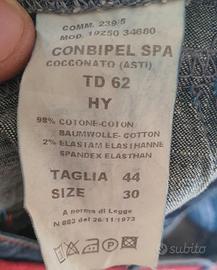 COMM. 239/5
MOD. 19Z50 34680
CONBIPEL SPA
COCCONATO (ASTI)
TD 62
HY
98% COTONE-COTON
BAUMWOLLE-COTTON
2% ELASTAM ELASTHANNE
SPANDEX ELASTHAN
TAGLIA 44
SIZE 30
A norma di Legge
N 883 del 26/11/1973
subito